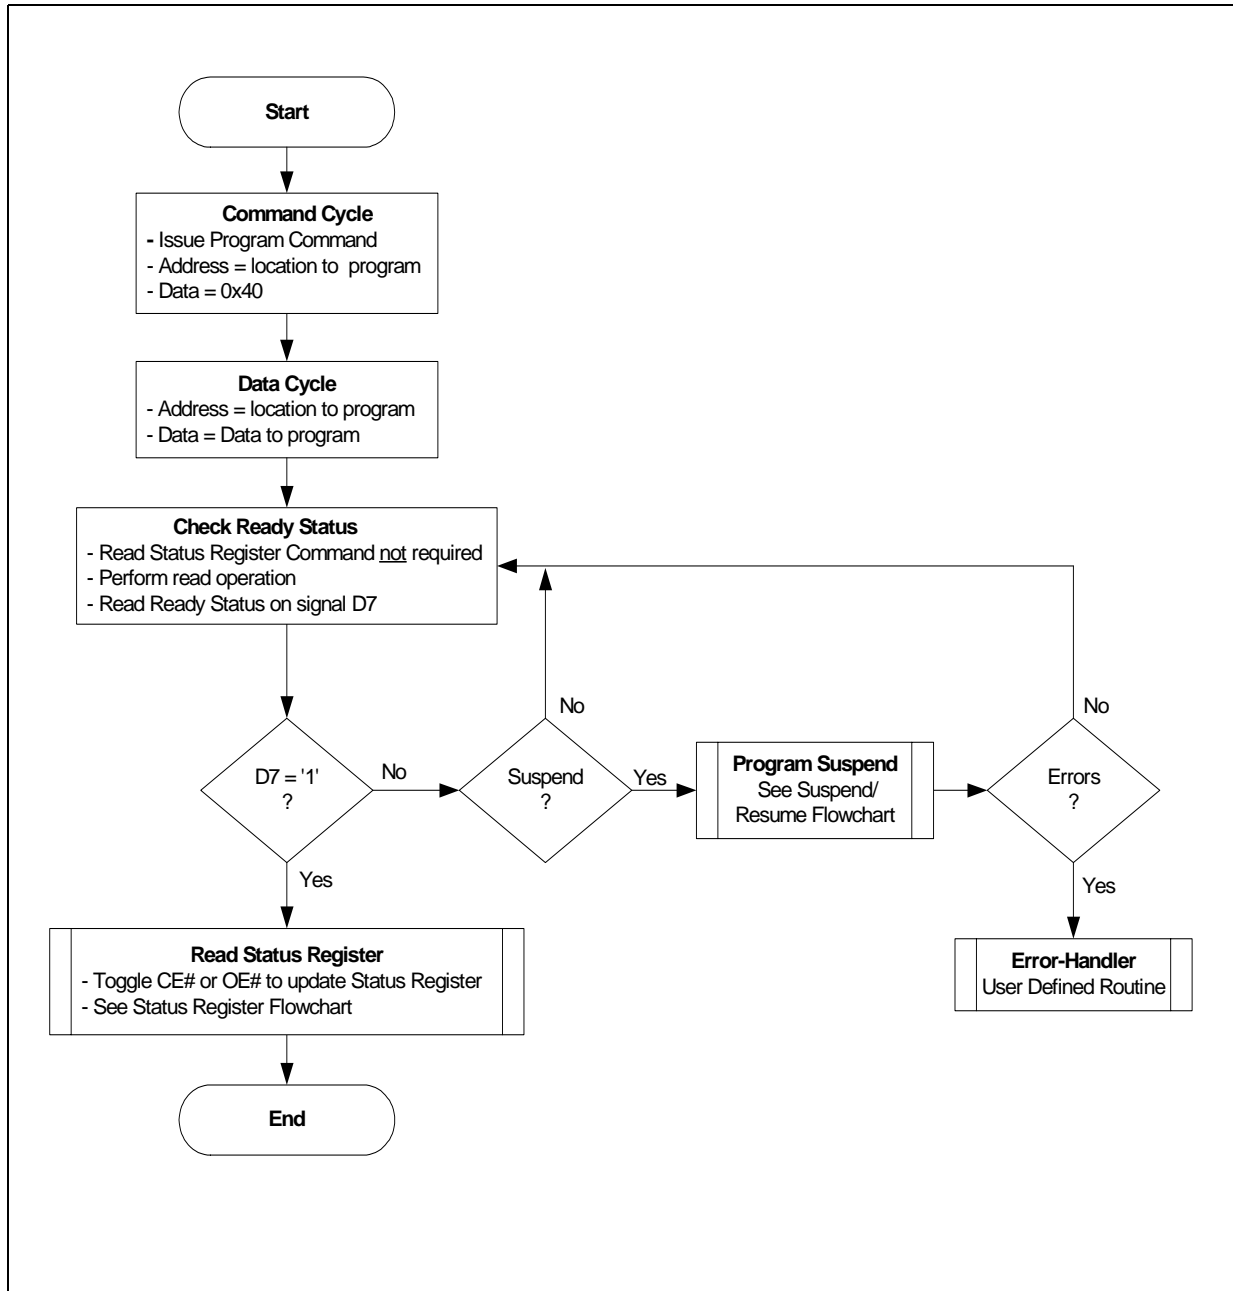 Start
Command Cycle
- Issue Program Command
- Address = location to program
- Data = 0x40
Data Cycle
- Address = location to program
- Data = Data to program
Check Ready Status
- Read Status Register Command not required
- Perform read operation
- Read Ready Status on signal D7
D7 = '1'
?
No
Yes
Suspend
?
No
Yes
Program Suspend
See Suspend/
Resume Flowchart
Errors
?
No
Yes
Error-Handler
User Defined Routine
Read Status Register
- Toggle CE# or OE# to update Status Register
- See Status Register Flowchart
End